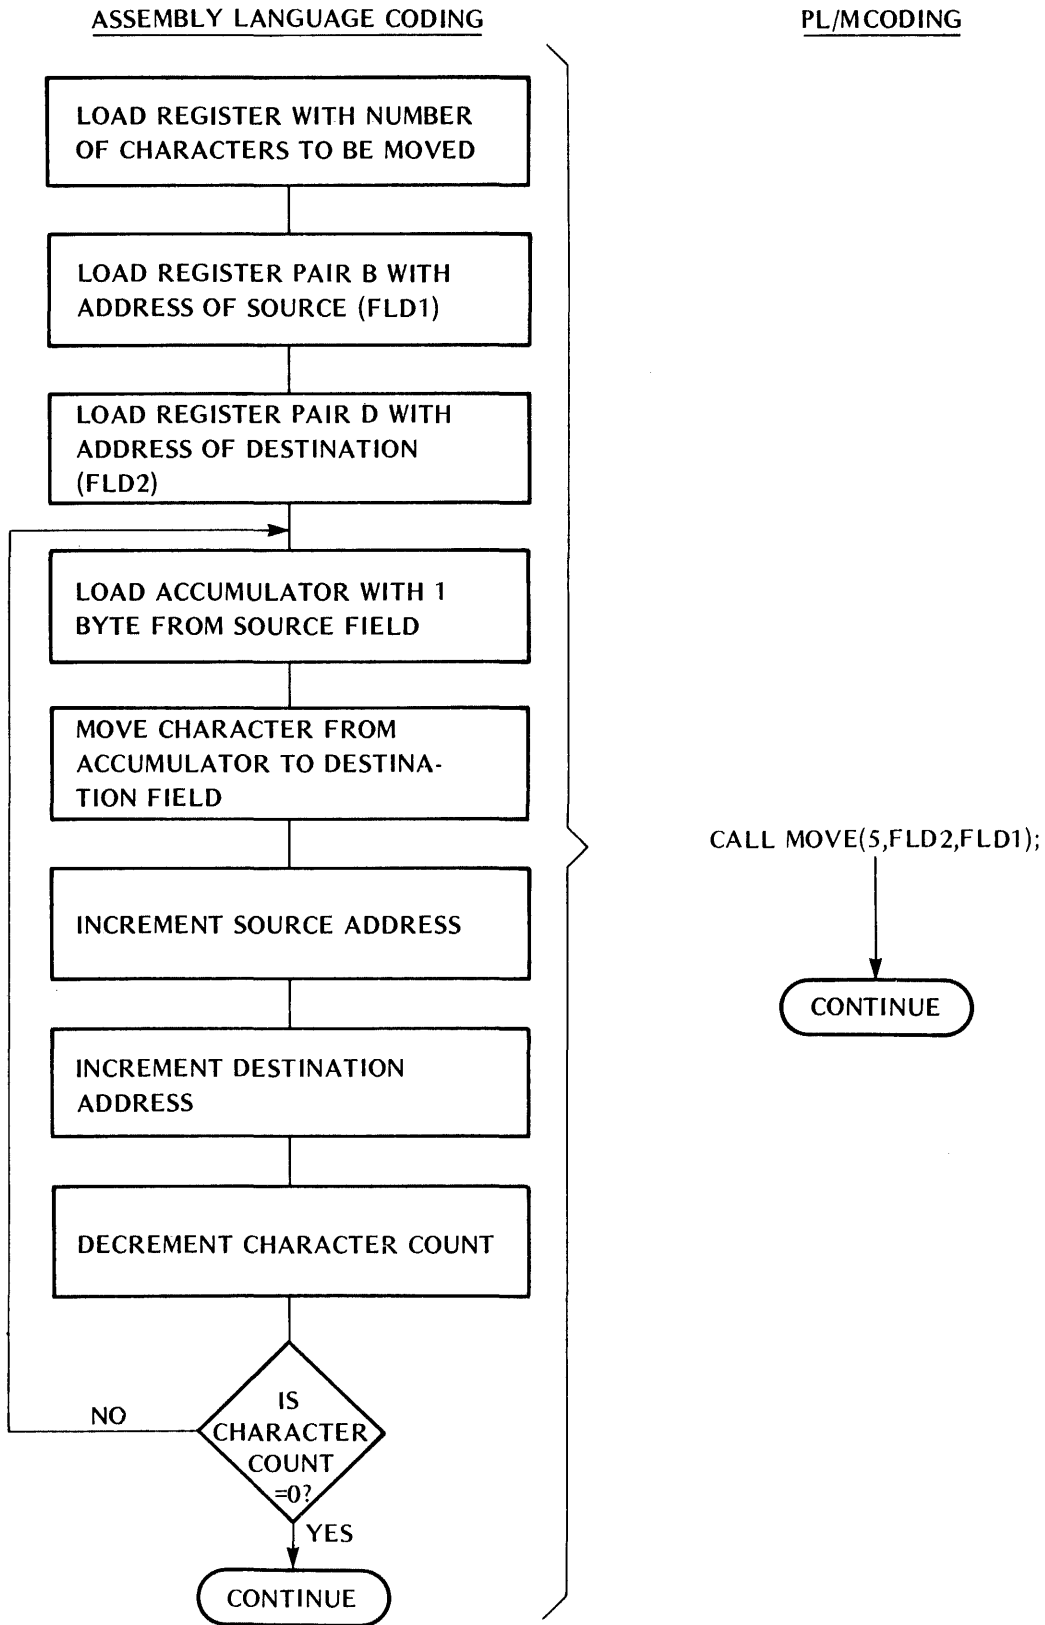 ASSEMBLY LANGUAGE CODING
PL/M CODING
LOAD REGISTER WITH NUMBER
OF CHARACTERS TO BE MOVED
LOAD REGISTER PAIR B WITH
ADDRESS OF SOURCE (FLD1)
LOAD REGISTER PAIR D WITH
ADDRESS OF DESTINATION
(FLD2)
LOAD ACCUMULATOR WITH 1
BYTE FROM SOURCE FIELD
MOVE CHARACTER FROM
ACCUMULATOR TO DESTINA-
TION FIELD
INCREMENT SOURCE ADDRESS
INCREMENT DESTINATION
ADDRESS
DECREMENT CHARACTER COUNT
IS
CHARACTER
COUNT
=0?
NO
YES
CONTINUE
CALL MOVE(5,FLD2,FLD1);
CONTINUE